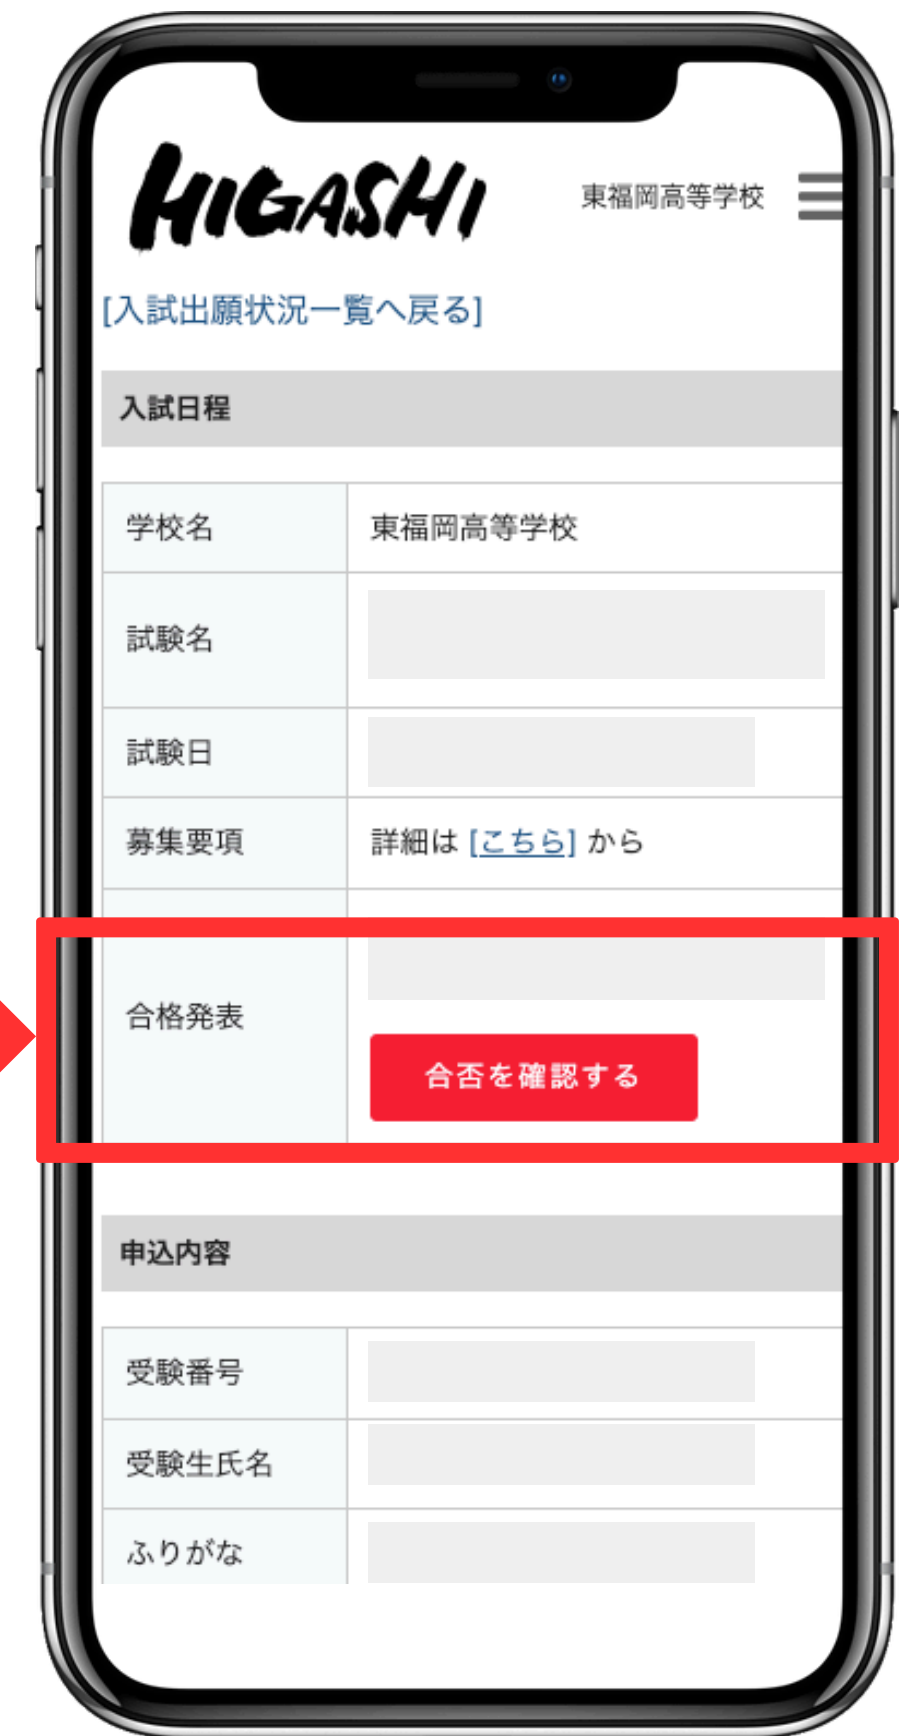 HIGASHI
東福岡高等学校
[入試出願状況一覧へ戻る]
入試日程
学校名 東福岡高等学校
試験名
試験日
募集要項 詳細は [こちら] から
合格発表
合否を確認する
申込内容
受験番号
受験生氏名
ふりがな